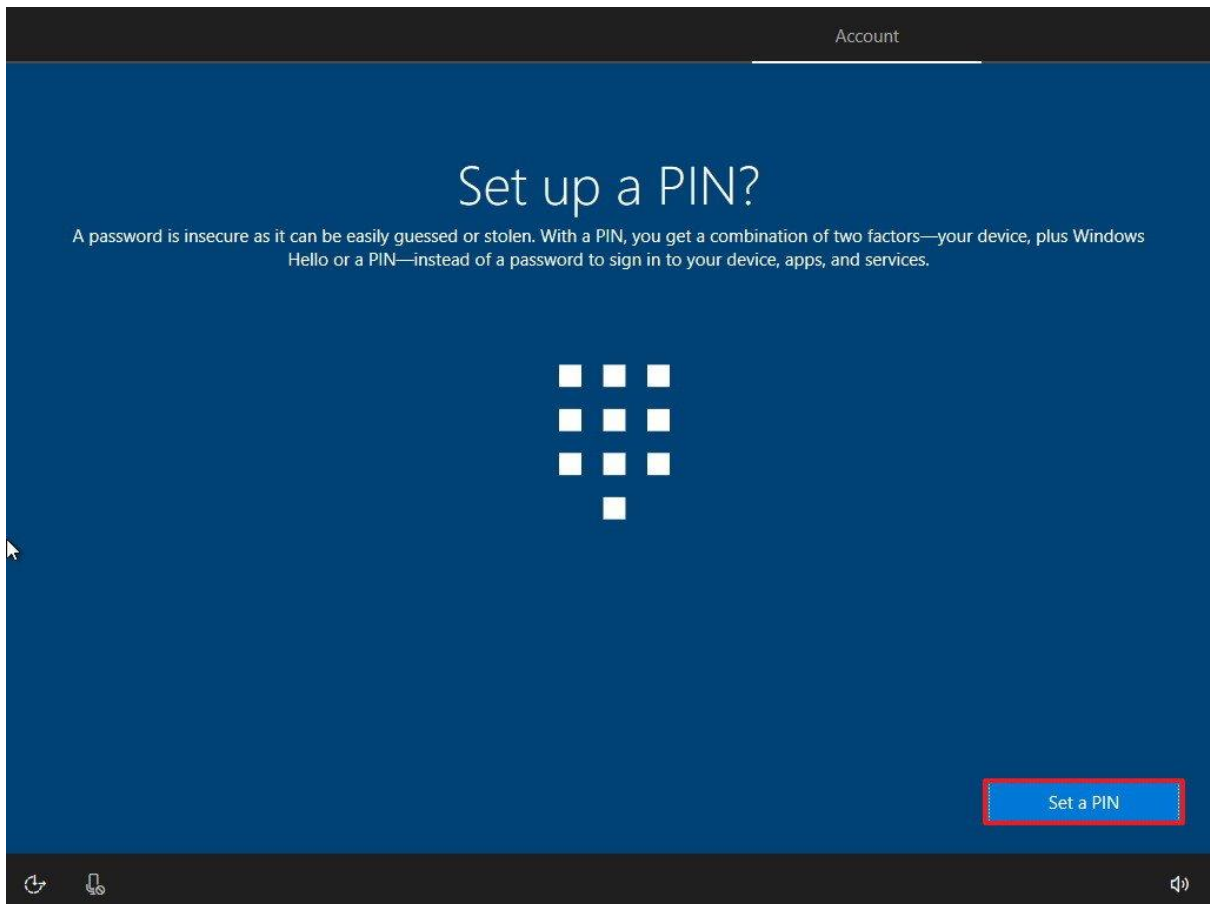 Account
Set up a PIN?
A password is insecure as it can be easily guessed or stolen. With a PIN, you get a combination of two factors—your device, plus Windows
Hello or a PIN—instead of a password to sign in to your device, apps, and services.
Set a PIN